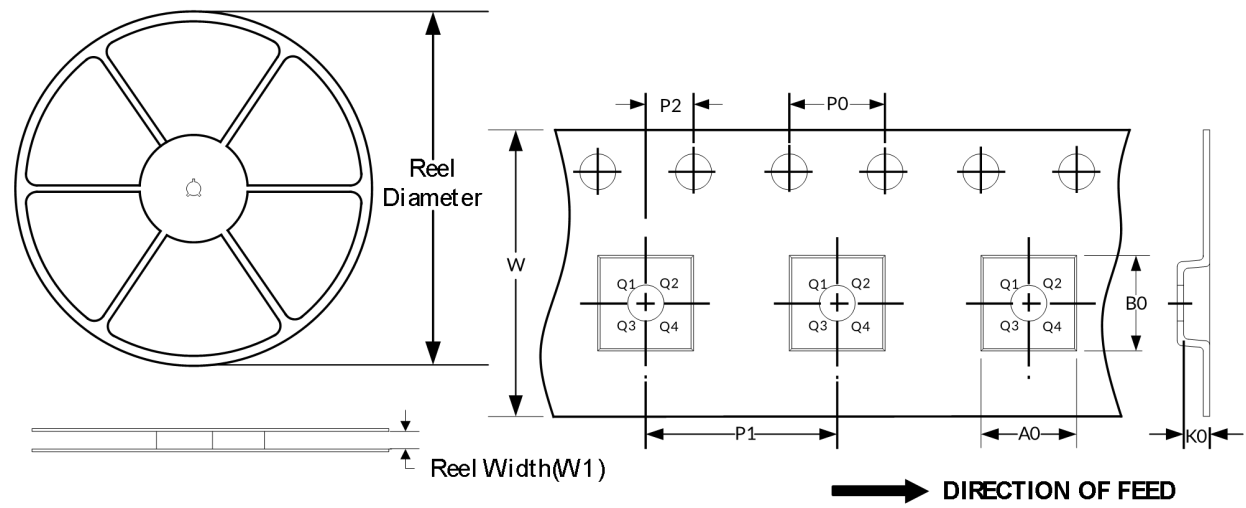 P2
P0
Reel
Diameter
W
Q1 Q2
Q3 Q4
Q1 Q2
Q3 Q4
Q1 Q2
Q3 Q4
B0
P1
A0
K0
Reel Width(W1)
DIRECTION OF FEED